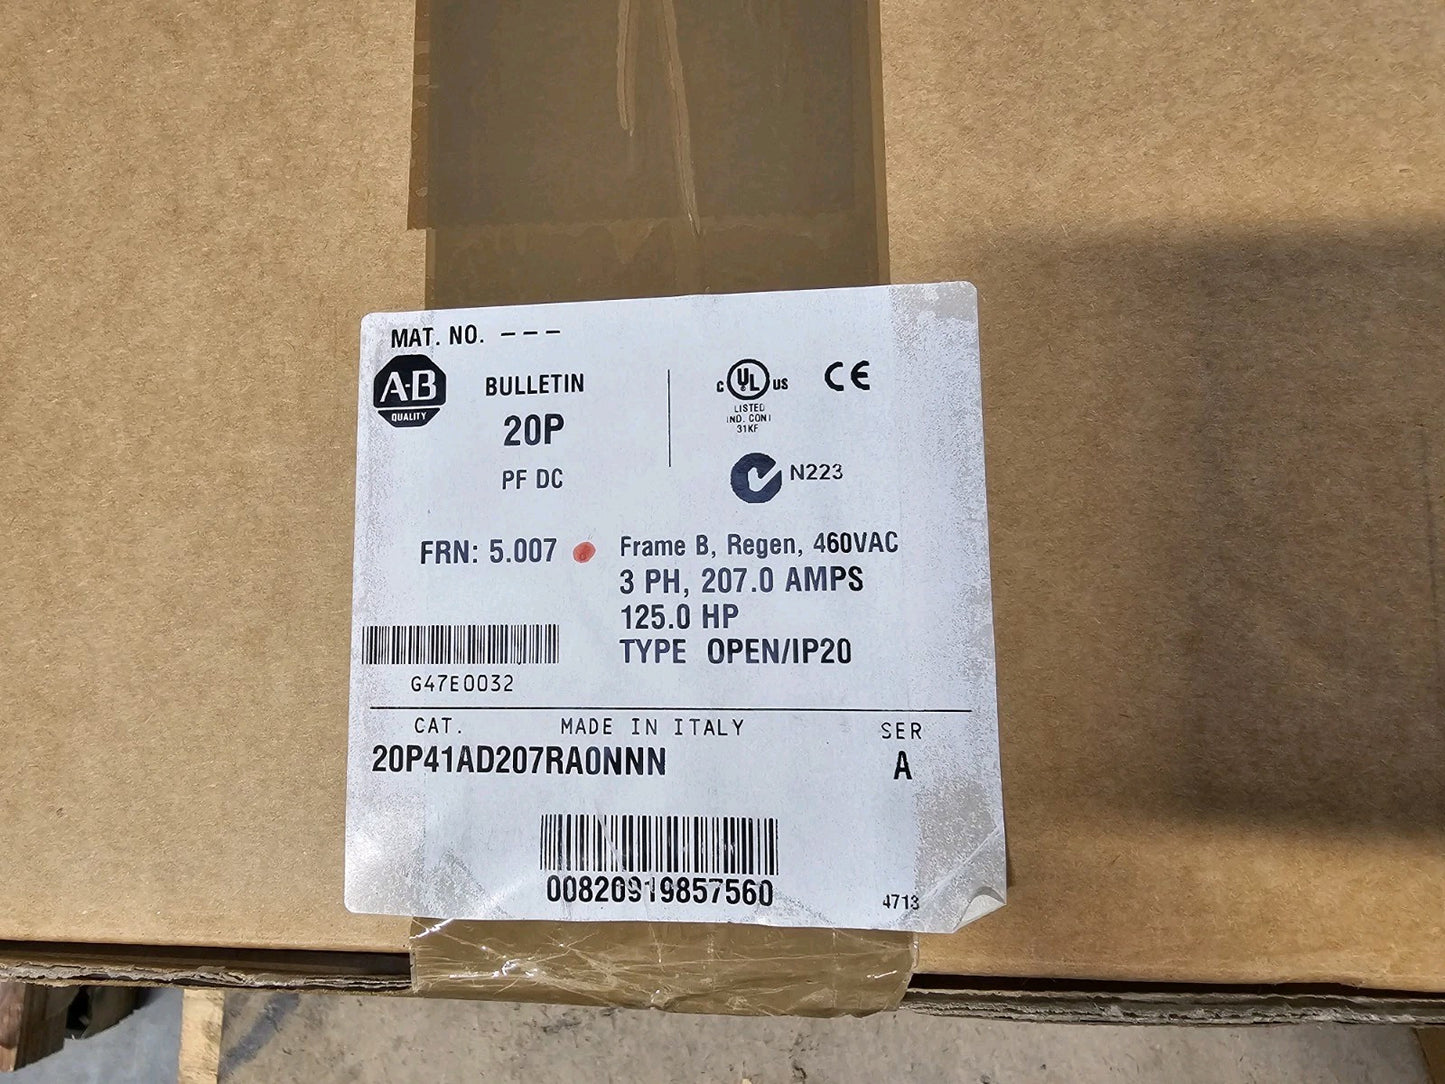 MAT. NO. ---
A-B
QUALITY
BULLETIN
20P
PF DC
C UL US
LISTED
IND. CONT
31KF
CE
N223
FRN: 5.007
Frame B, Regen, 460VAC
3 PH, 207.0 AMPS
125.0 HP
TYPE OPEN/IP20
G47E0032
CAT. MADE IN ITALY SER
20P41AD207RA0NNN A
00820919857560
4713